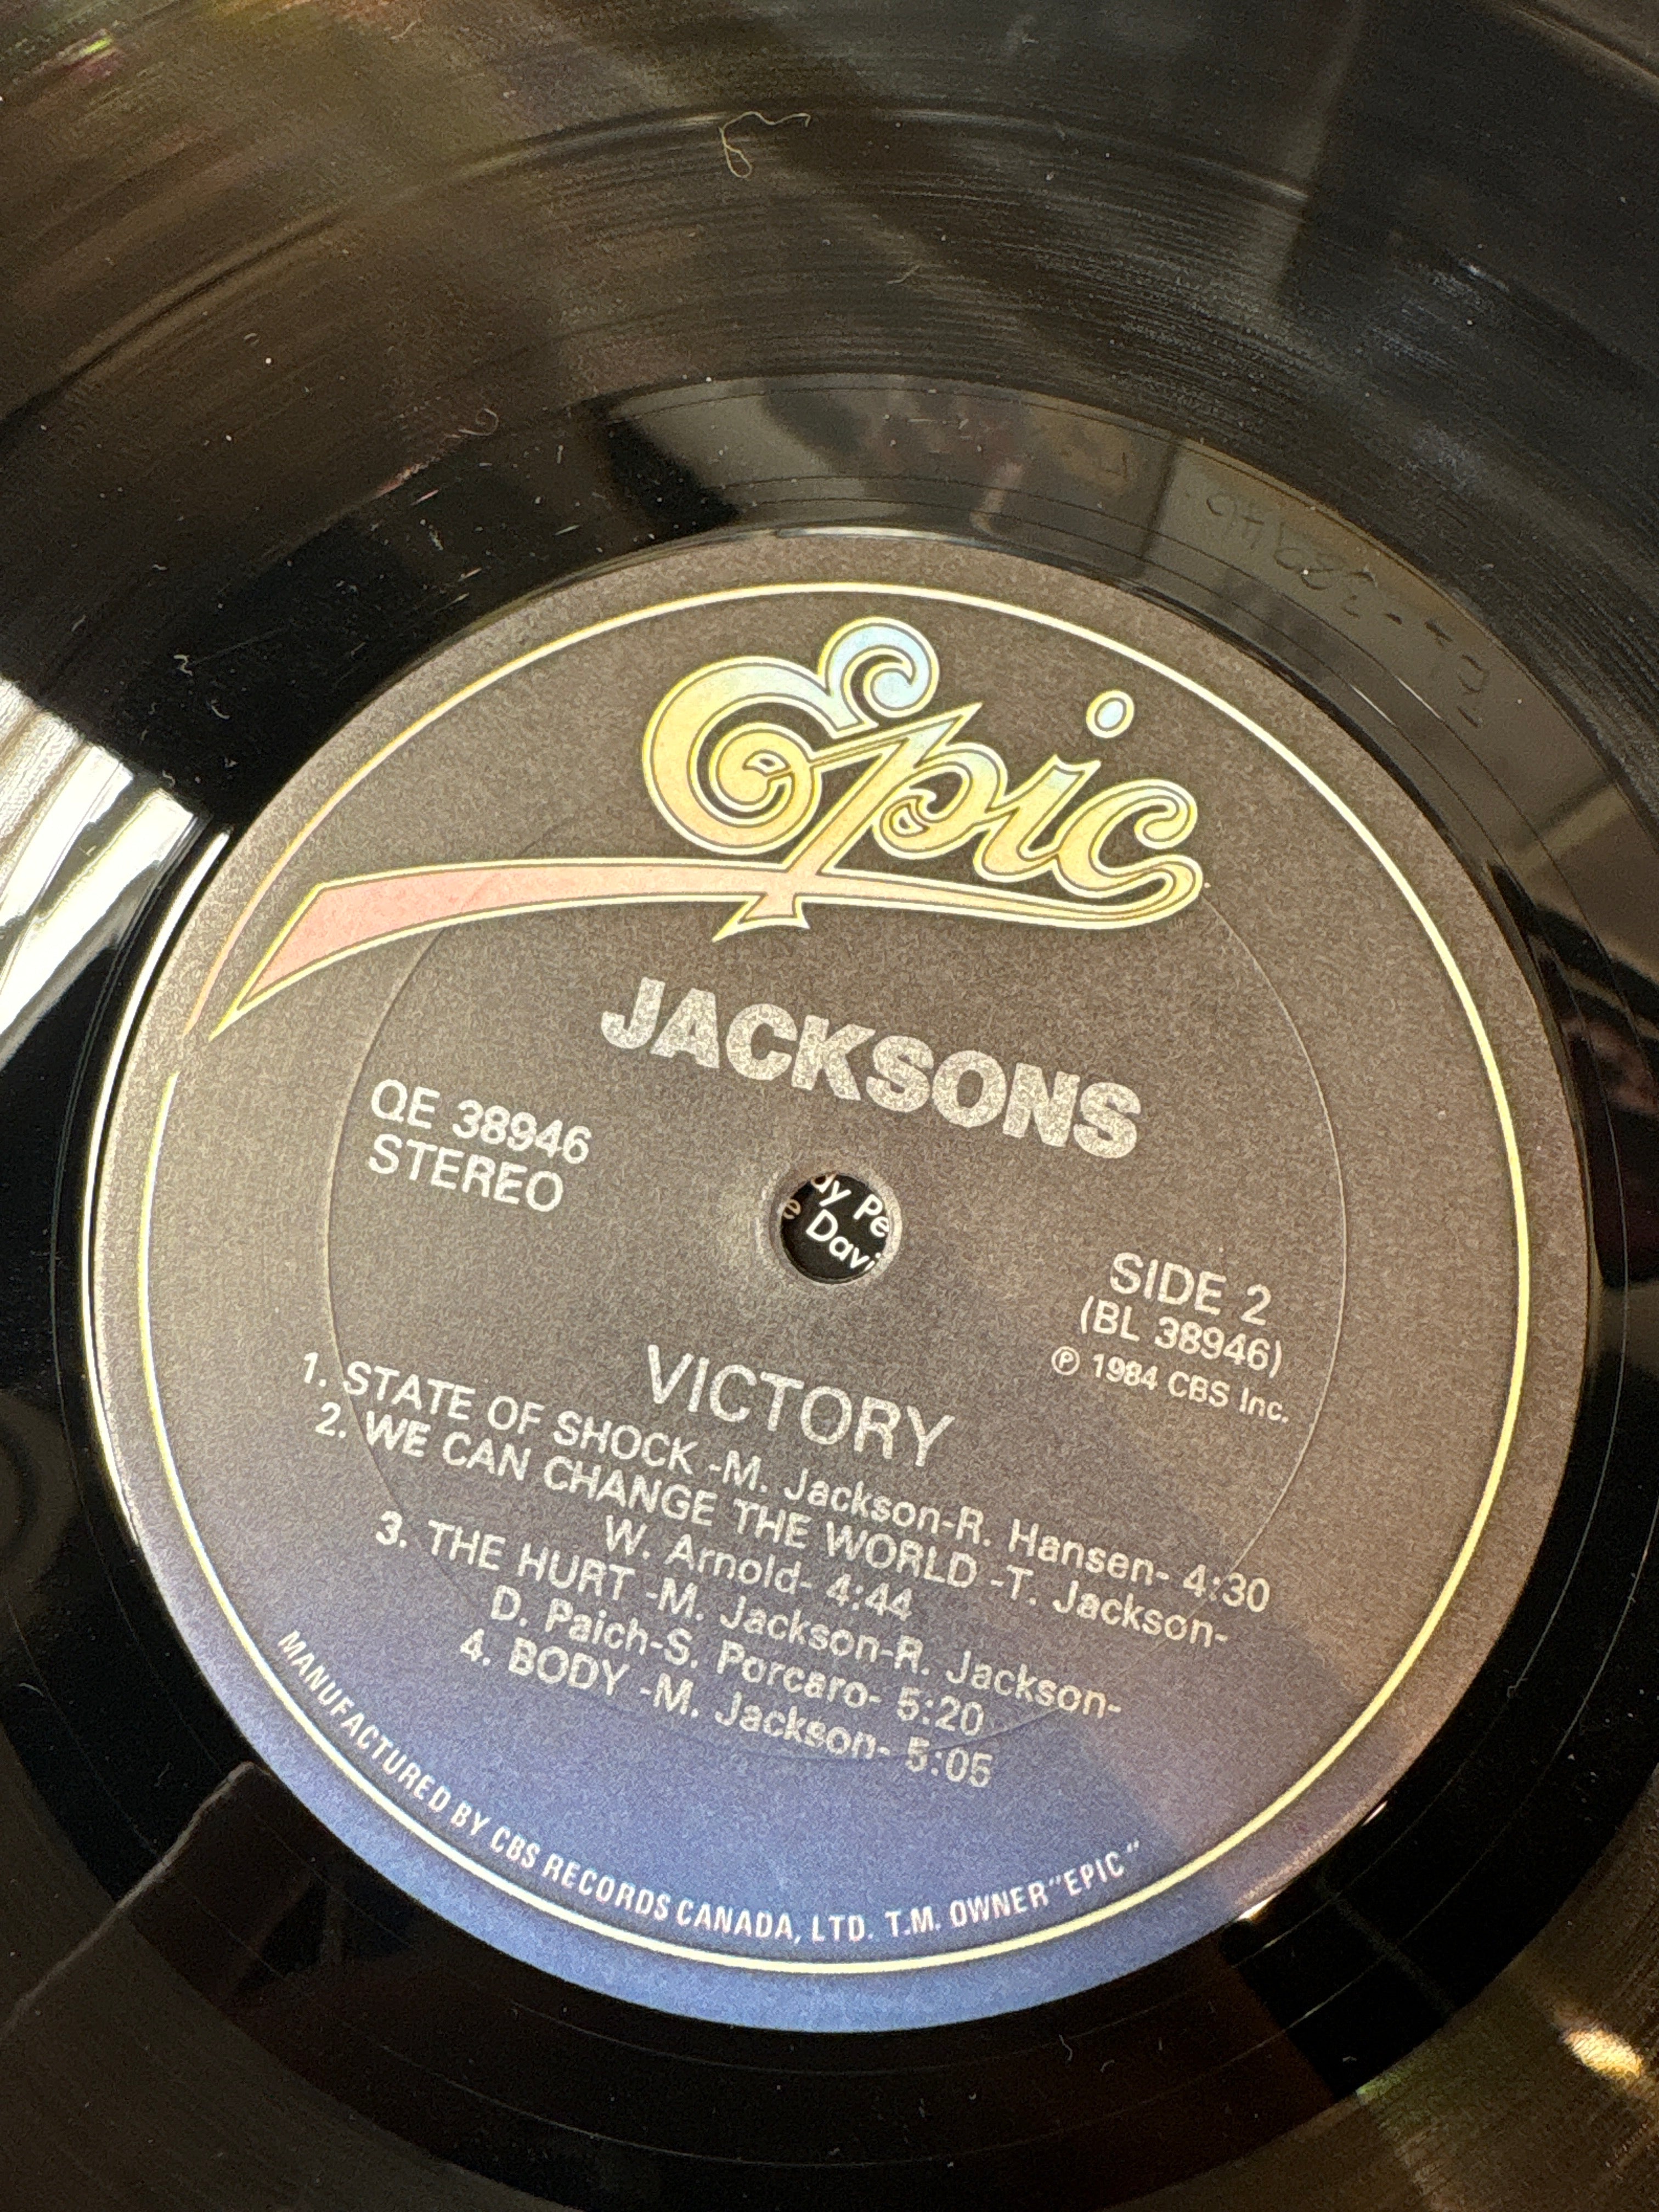 Epic
JACKSONS
QE 38946
STEREO
SIDE 2
(BL 38946)
℗ 1984 CBS Inc.
VICTORY
1. STATE OF SHOCK -M. Jackson-R. Hansen- 4:30
2. WE CAN CHANGE THE WORLD -T. Jackson-
W. Arnold- 4:44
3. THE HURT -M. Jackson-R. Jackson-
D. Paich-S. Porcaro- 5:20
4. BODY -M. Jackson- 5:05
MANUFACTURED BY CBS RECORDS CANADA, LTD. T.M. OWNER "EPIC"